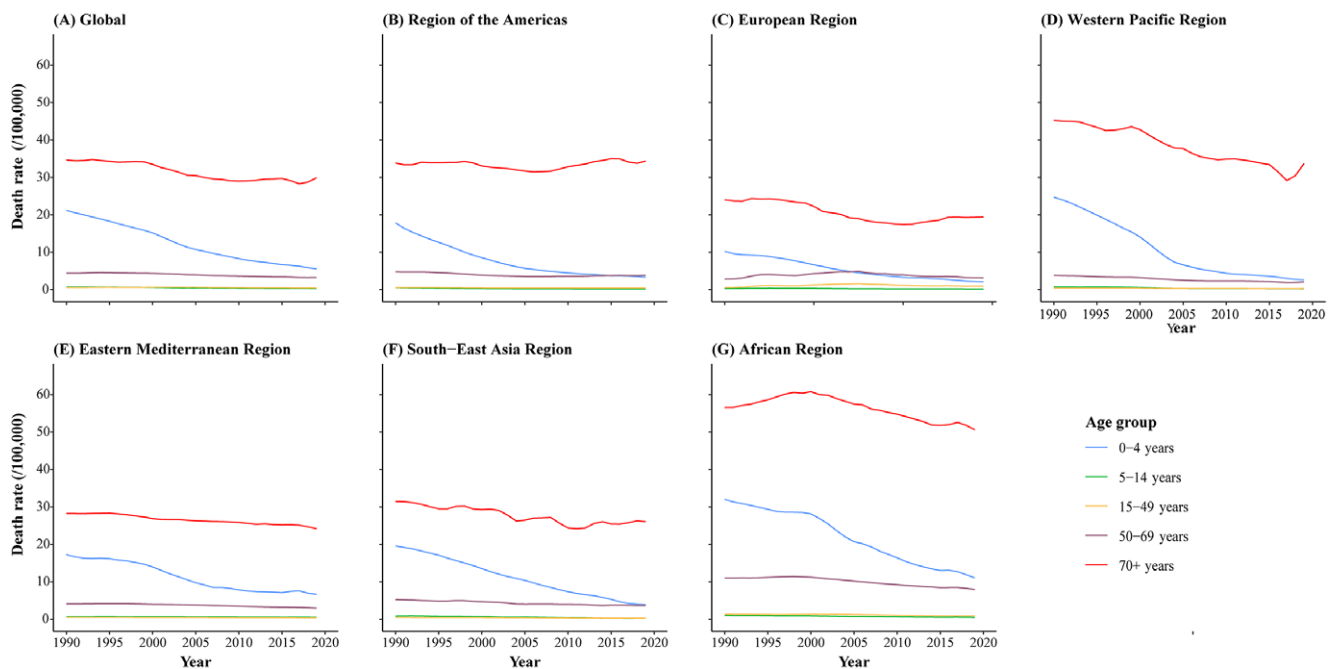 (A) Global
(B) Region of the Americas
(C) European Region
(D) Western Pacific Region
Death rate (/100,000)
60
50
40
30
20
10
0
1990 1995 2000 2005 2010 2015 2020
Year
(E) Eastern Mediterranean Region
(F) South−East Asia Region
(G) African Region
Death rate (/100,000)
60
50
40
30
20
10
0
1990 1995 2000 2005 2010 2015 2020
Year
1990 1995 2000 2005 2010 2015 2020
Year
1990 1995 2000 2005 2010 2015 2020
Year
Age group
0−4 years
5−14 years
15−49 years
50−69 years
70+ years